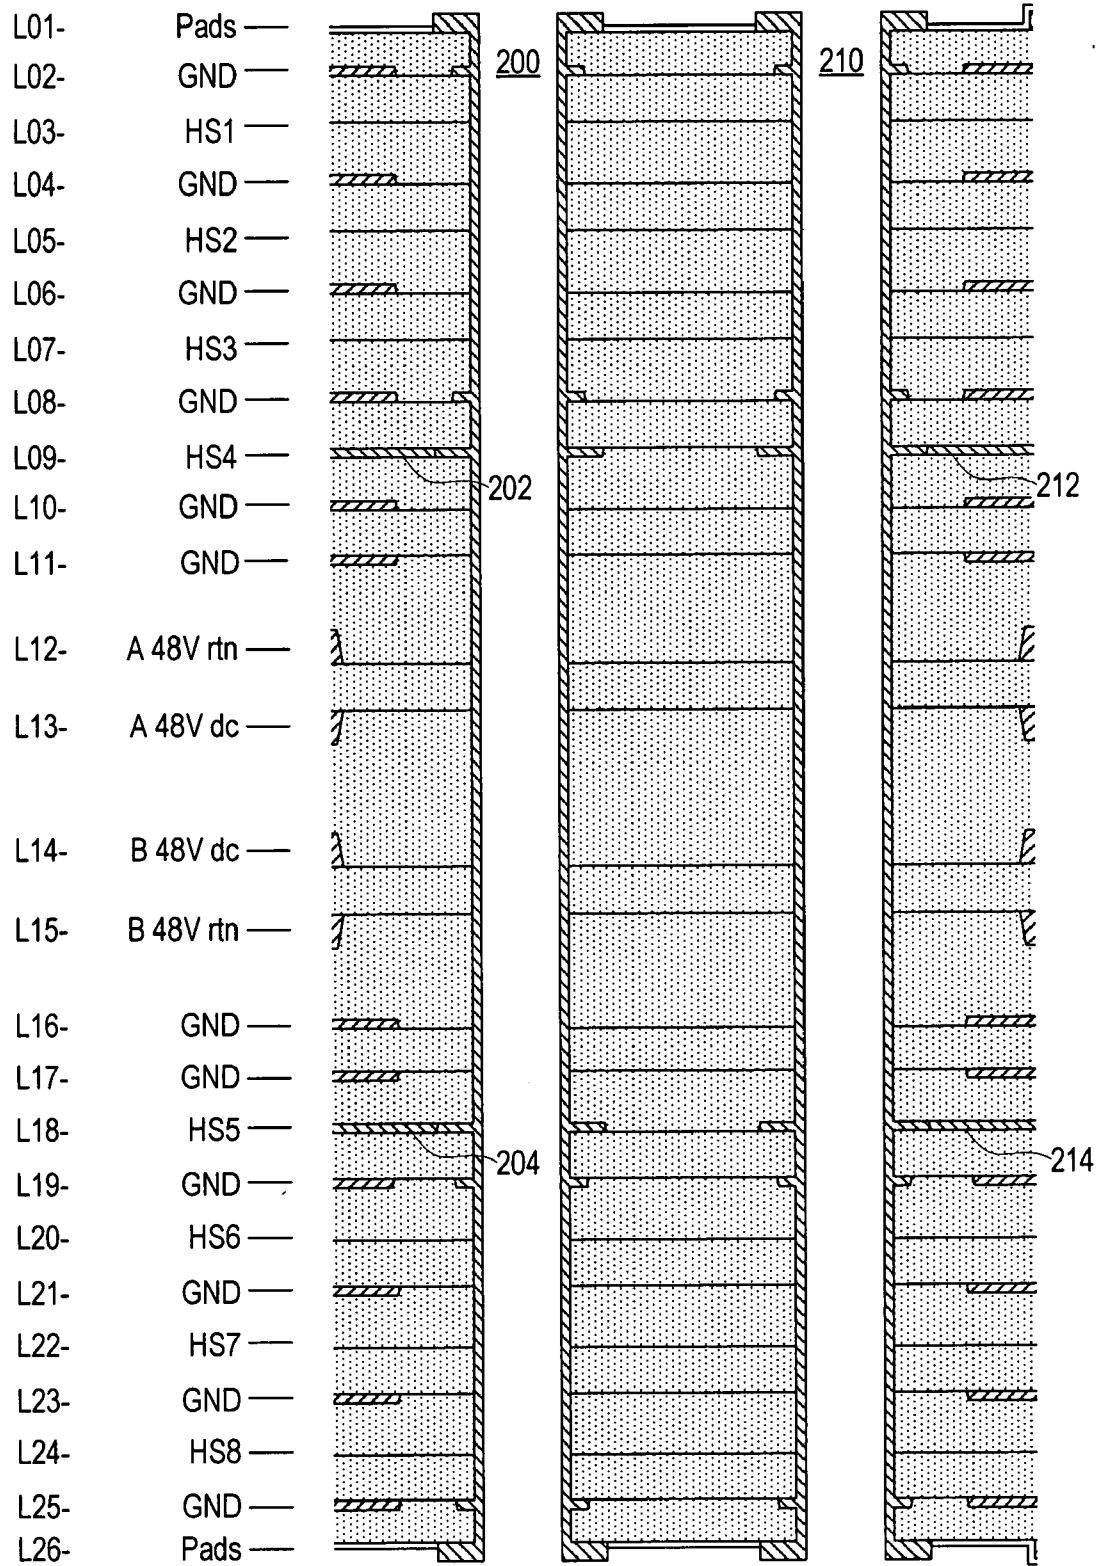 L01- Pads
200 210
L02- GND
L03- HS1
L04- GND
L05- HS2
L06- GND
L07- HS3
L08- GND
L09- HS4
202 212
L10- GND
L11- GND
L12- A 48V rtn
L13- A 48V dc
L14- B 48V dc
L15- B 48V rtn
L16- GND
L17- GND
L18- HS5
204 214
L19- GND
L20- HS6
L21- GND
L22- HS7
L23- GND
L24- HS8
L25- GND
L26- Pads